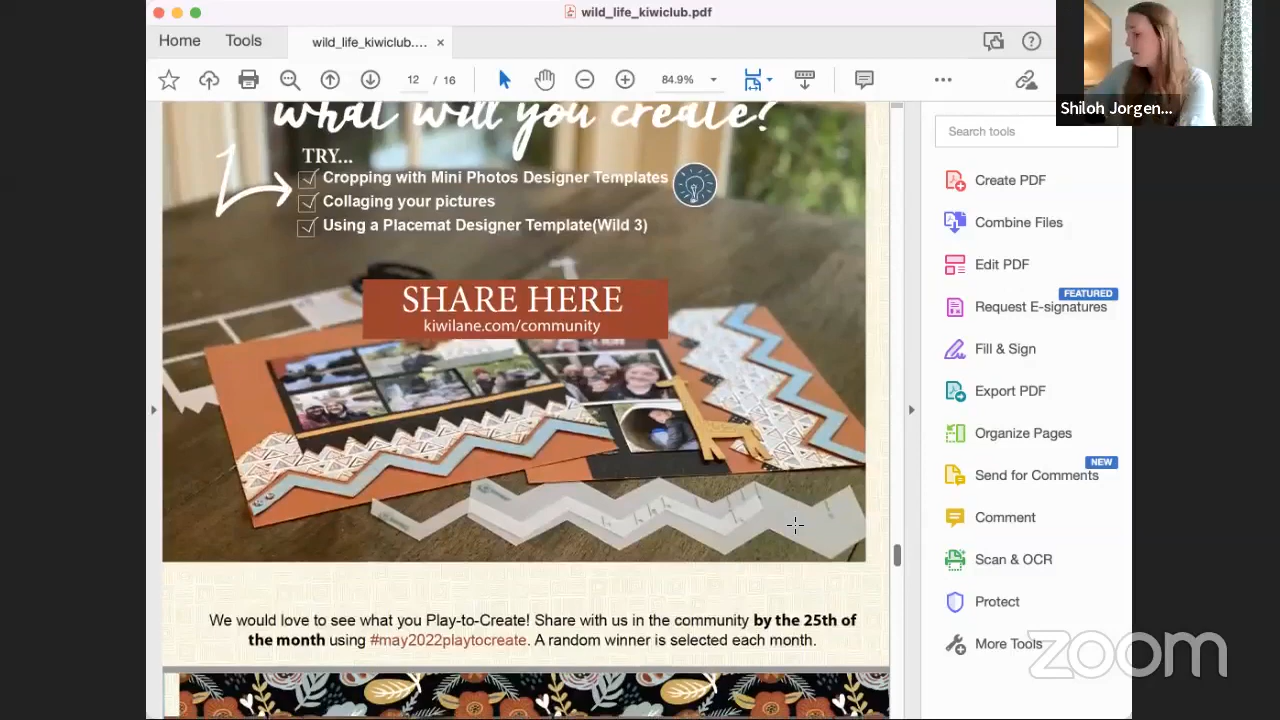 wild_life_kiwiclub.pdf
Home
Tools
wild_life_kiwiclub.... ×
12 / 16
84.9%
Shiloh Jorgen...
what will you create?
TRY...
Cropping with Mini Photos Designer Templates
Collaging your pictures
Using a Placemat Designer Template(Wild 3)
SHARE HERE
kiwilane.com/community
We would love to see what you Play-to-Create! Share with us in the community by the 25th of
the month using #may2022playtocreate. A random winner is selected each month.
Search tools
Create PDF
Combine Files
Edit PDF
FEATURED
Request E-signatures
Fill & Sign
Export PDF
Organize Pages
NEW
Send for Comments
Comment
Scan & OCR
Protect
More Tools
zoom